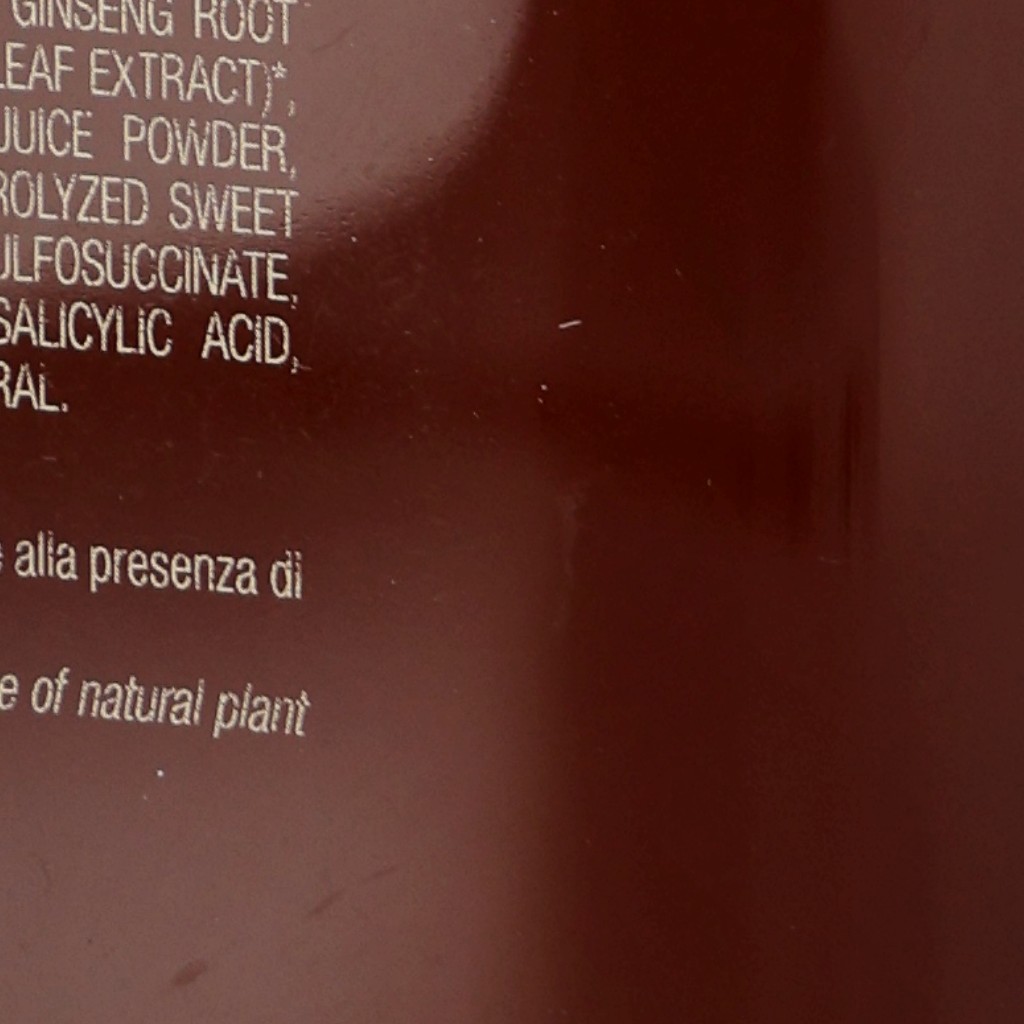 GINSENG ROOT
LEAF EXTRACT)*,
JUICE POWDER,
ROLYZED SWEET
ULFOSUCCINATE,
SALICYLIC ACID,
RAL.
e alla presenza di
e of natural plant